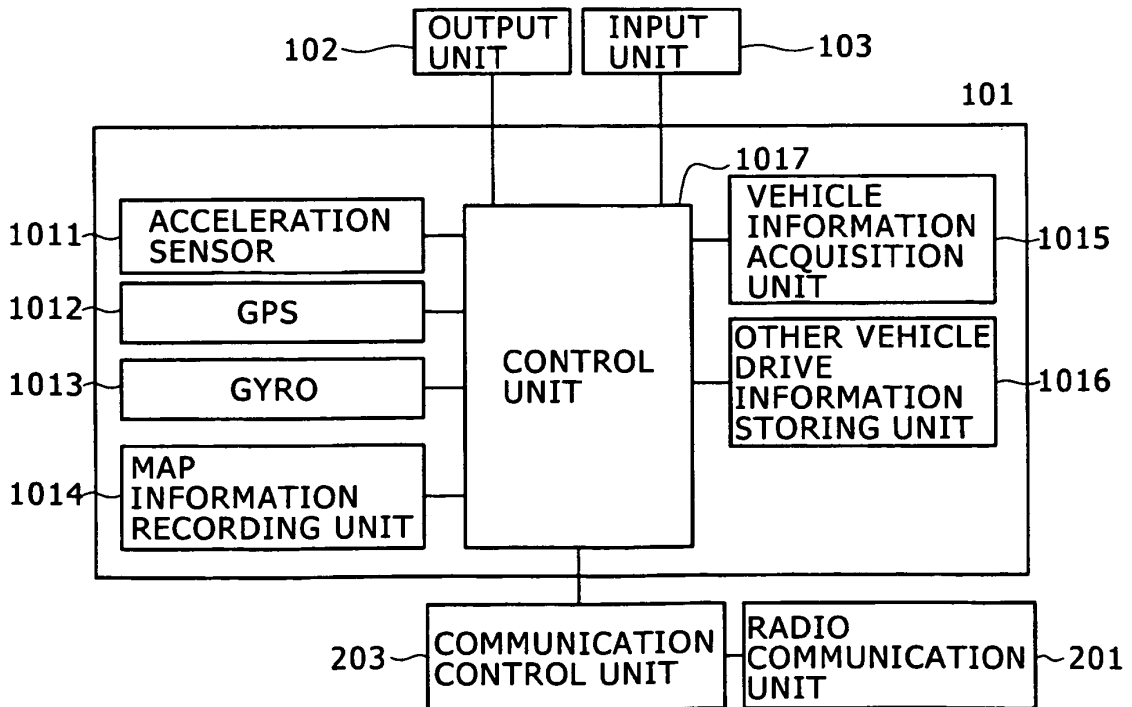 102
OUTPUT
UNIT
INPUT
UNIT
103
101
1017
1011
ACCELERATION
SENSOR
1012
GPS
1013
GYRO
1014
MAP
INFORMATION
RECORDING UNIT
CONTROL
UNIT
VEHICLE
INFORMATION
ACQUISITION
UNIT
1015
OTHER VEHICLE
DRIVE
INFORMATION
STORING UNIT
1016
203
COMMUNICATION
CONTROL UNIT
RADIO
COMMUNICATION
UNIT
201